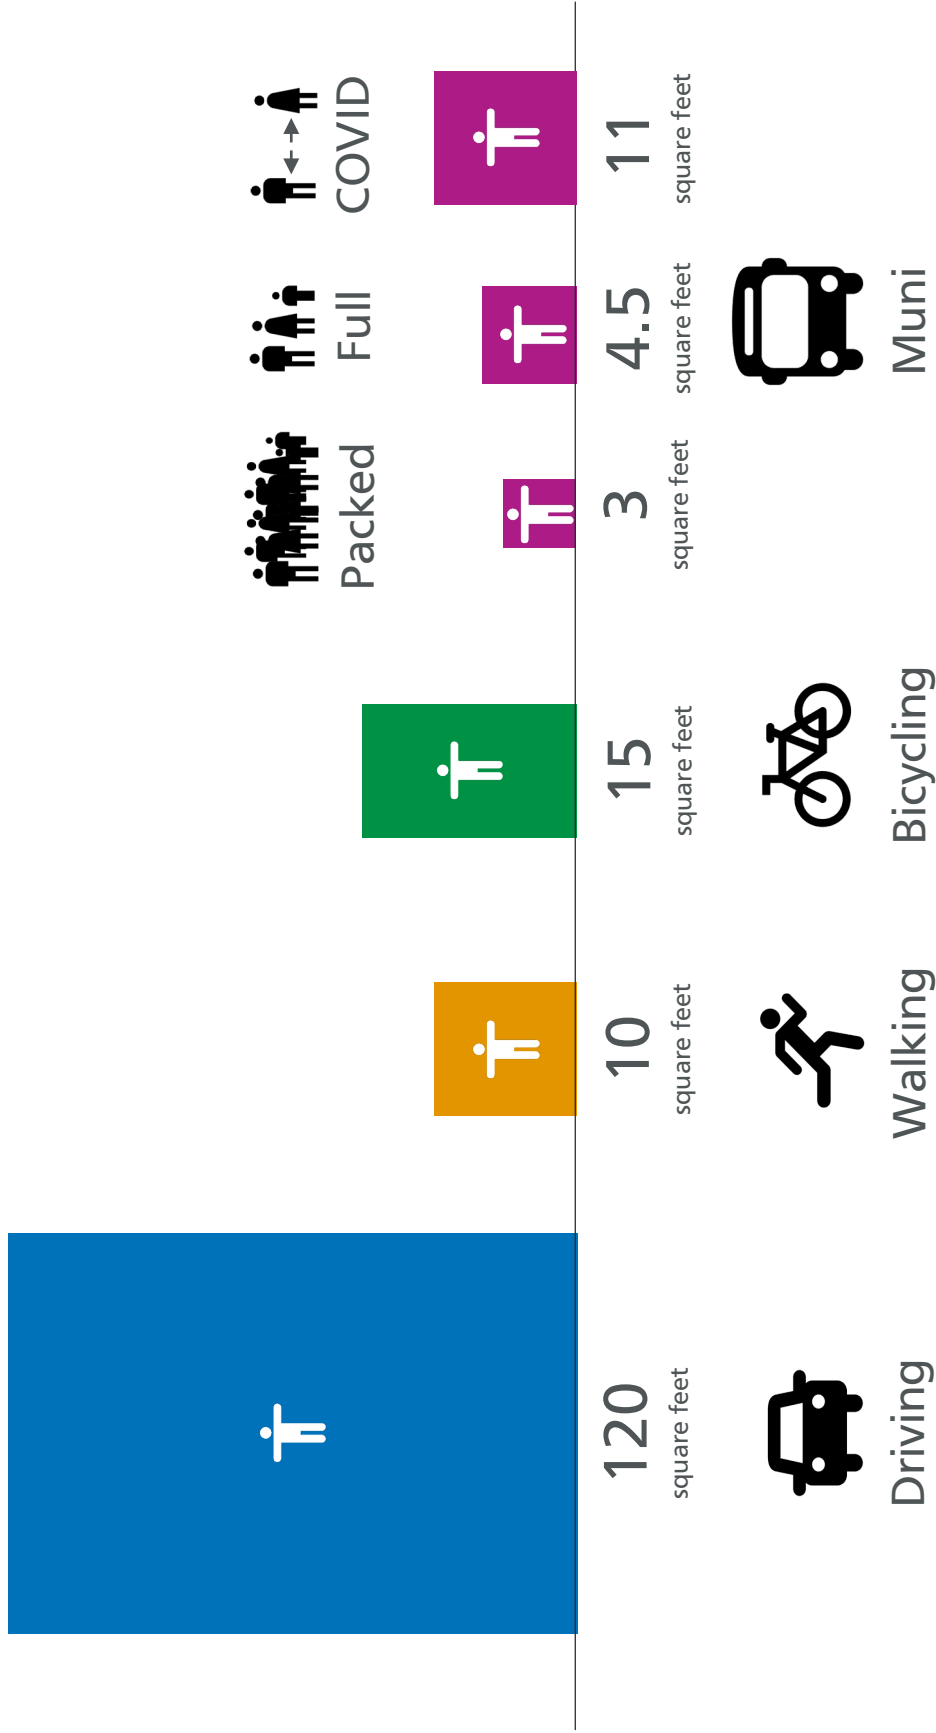 Packed
Full
COVID
120
square feet
10
square feet
15
square feet
3
square feet
4.5
square feet
11
square feet
Driving
Walking
Bicycling
Muni